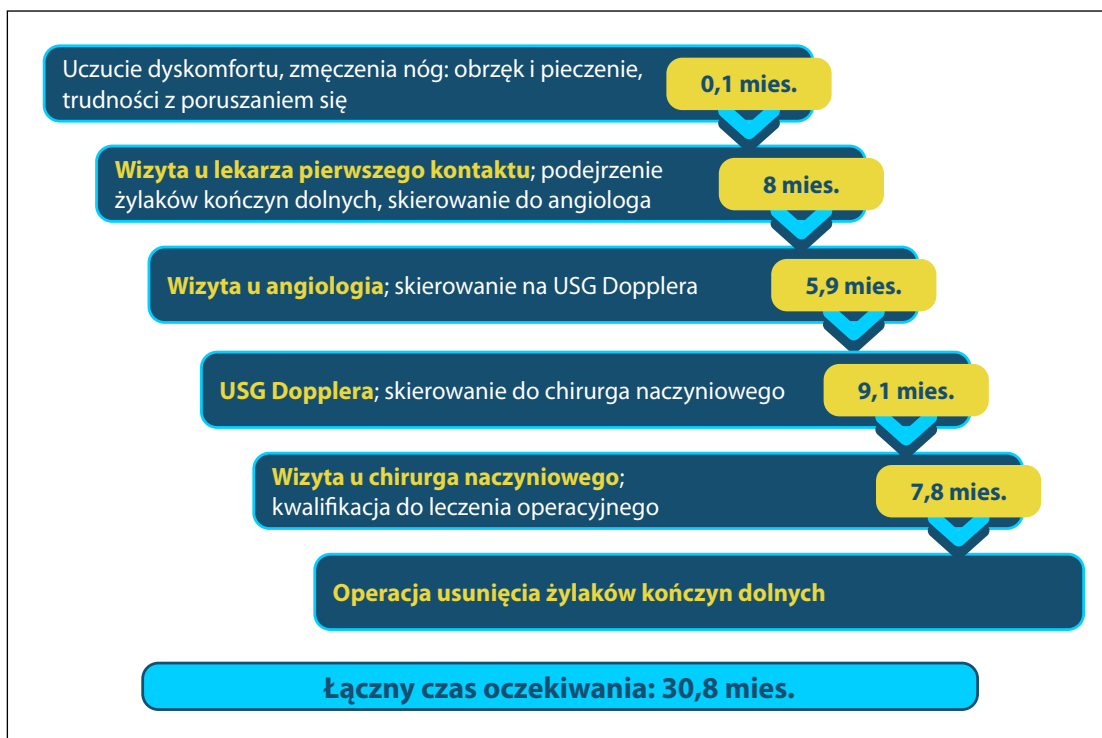 Uczucie dyskomfortu, zmęczenia nóg: obrzęk i pieczenie,
trudności z poruszaniem się
0,1 mies.
Wizyta u lekarza pierwszego kontaktu; podejrzenie
żylaków kończyn dolnych, skierowanie do angiologa
8 mies.
Wizyta u angiologia; skierowanie na USG Dopplera
5,9 mies.
USG Dopplera; skierowanie do chirurga naczyniowego
9,1 mies.
Wizyta u chirurga naczyniowego;
kwalifikacja do leczenia operacyjnego
7,8 mies.
Operacja usunięcia żylaków kończyn dolnych
Łączny czas oczekiwania: 30,8 mies.